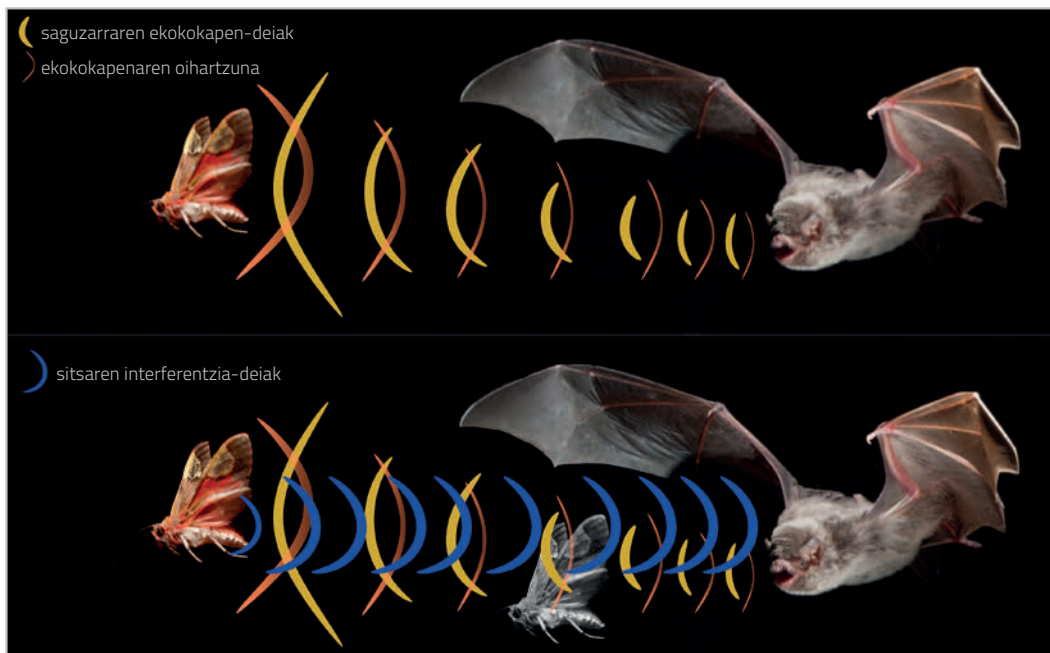 saguzarraren ekokokapen-deiak
ekokokapenaren oihartzuna
sitsaren interferentzia-deiak